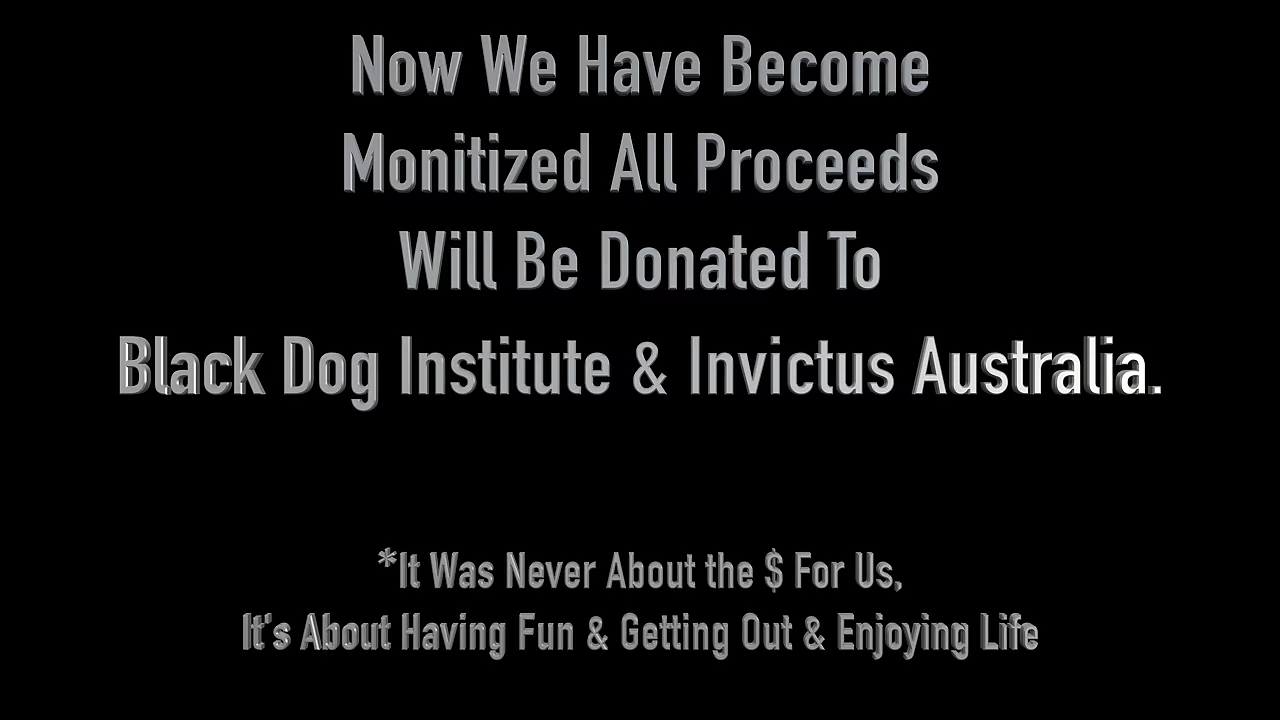 Now We Have Become
Monitized All Proceeds
Will Be Donated To
Black Dog Institute & Invictus Australia.
*It Was Never About the $ For Us,
It's About Having Fun & Getting Out & Enjoying Life